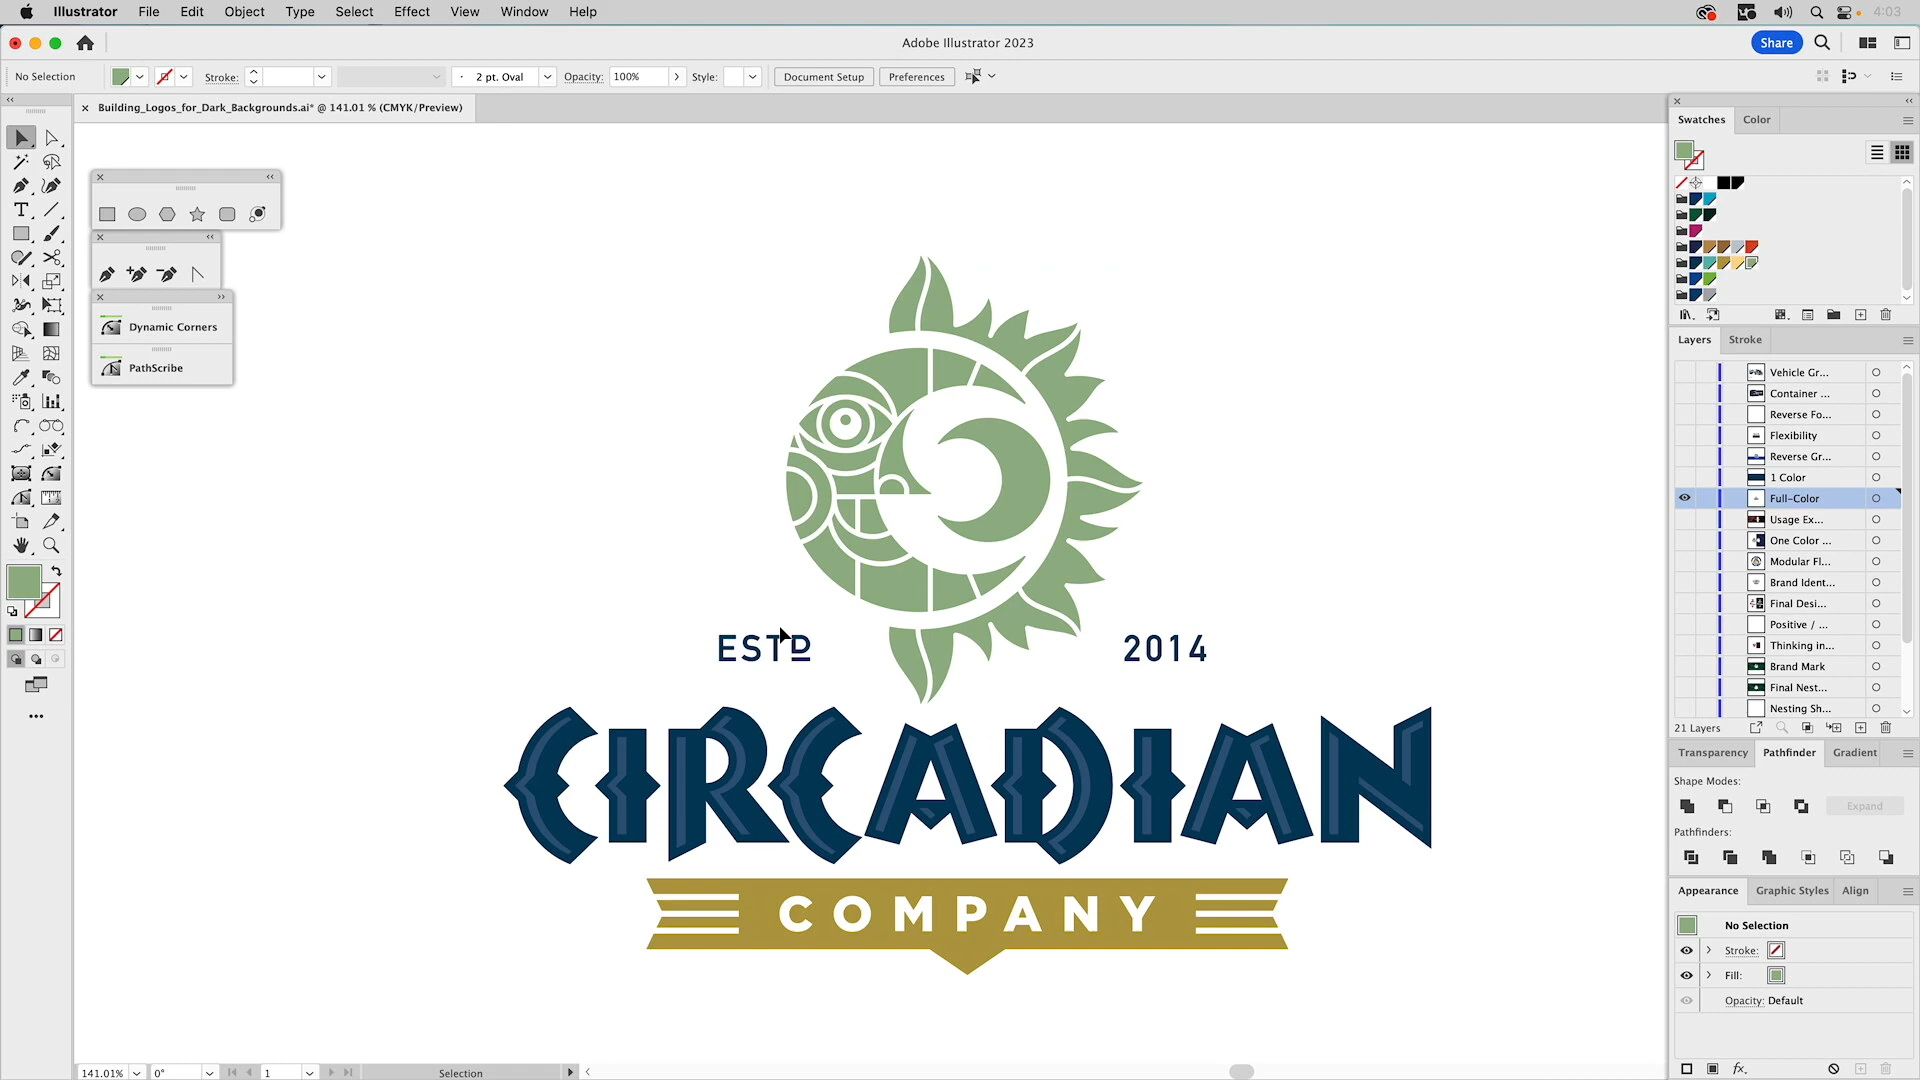 Illustrator File Edit Object Type Select Effect View Window Help 4:03
Adobe Illustrator 2023
Share
No Selection Stroke: 2 pt. Oval Opacity: 100% Style: Document Setup Preferences
Building_Logos_for_Dark_Backgrounds.ai* @ 141.01 % (CMYK/Preview)
Dynamic Corners
PathScribe
ESTD
2014
CIRCADIAN
COMPANY
Swatches Color
Layers Stroke
Vehicle Gr...
Container ...
Reverse Fo...
Flexibility
Reverse Gr...
1 Color
Full-Color
Usage Ex...
One Color ...
Modular Fl...
Brand Ident...
Final Desi...
Positive / ...
Thinking in...
Brand Mark
Final Nest...
Nesting Sh...
21 Layers
Transparency Pathfinder Gradient
Shape Modes:
Expand
Pathfinders:
Appearance Graphic Styles Align
No Selection
Stroke:
Fill:
Opacity: Default
fx.
141.01% 0° 1 Selection